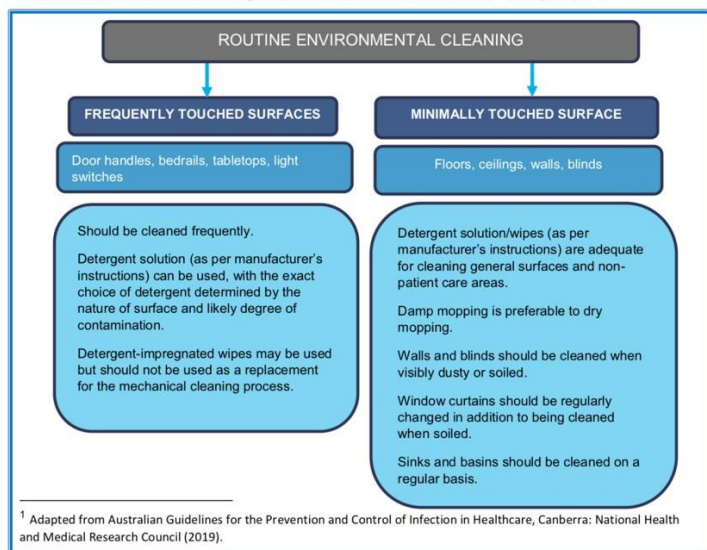 ROUTINE ENVIRONMENTAL CLEANING
FREQUENTLY TOUCHED SURFACES
Door handles, bedrails, tabletops, light
switches
Should be cleaned frequently.
Detergent solution (as per manufacturer's
instructions) can be used, with the exact
choice of detergent determined by the
nature of surface and likely degree of
contamination.
Detergent-impregnated wipes may be used
but should not be used as a replacement
for the mechanical cleaning process.
MINIMALLY TOUCHED SURFACE
Floors, ceilings, walls, blinds
Detergent solution/wipes (as per
manufacturer's instructions) are adequate
for cleaning general surfaces and non-
patient care areas.
Damp mopping is preferable to dry
mopping.
Walls and blinds should be cleaned when
visibly dusty or soiled.
Window curtains should be regularly
changed in addition to being cleaned
when soiled.
Sinks and basins should be cleaned on a
regular basis.
1 Adapted from Australian Guidelines for the Prevention and Control of Infection in Healthcare, Canberra: National Health
and Medical Research Council (2019).